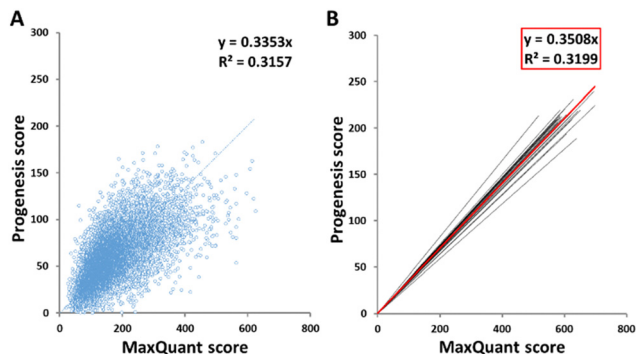 A
y = 0.3353x
R² = 0.3157
300
250
200
150
100
50
0
Progenesis score
0 200 400 600 800
MaxQuant score
B
y = 0.3508x
R² = 0.3199
300
250
200
150
100
50
0
Progenesis score
0 200 400 600 800
MaxQuant score